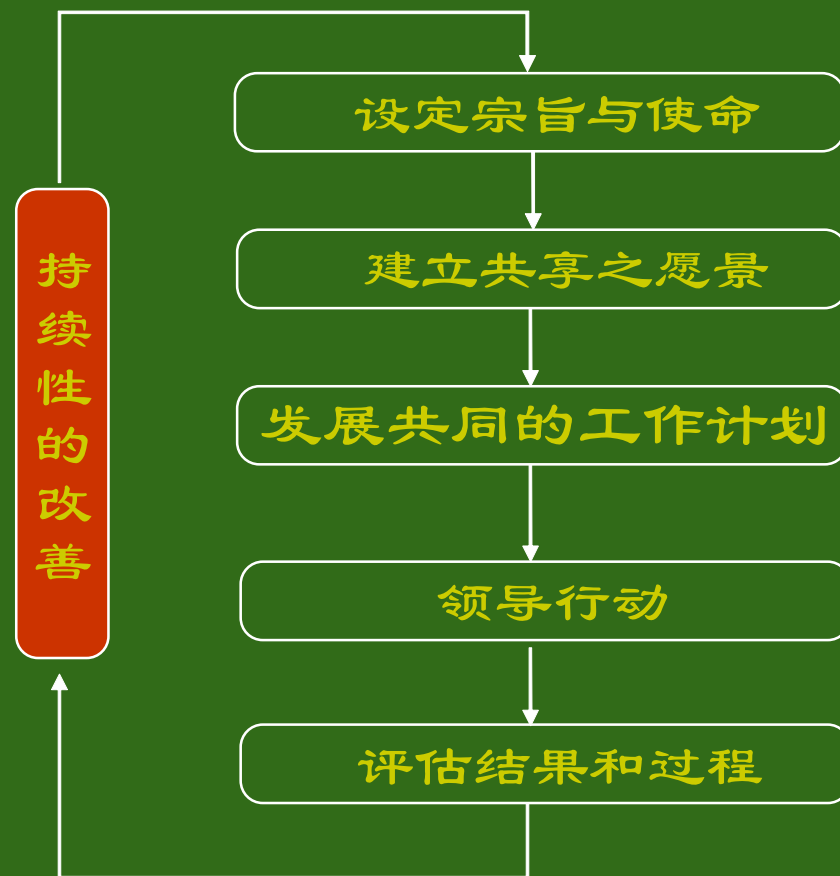 设定宗旨与使命
建立共享之愿景
发展共同的工作计划
领导行动
评估结果和过程
持续性的改善